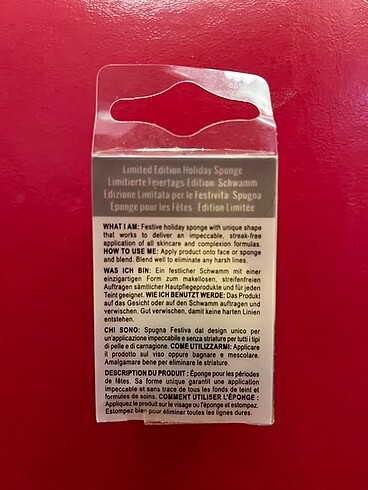 Limited Edition Holiday Sponge
Limitierte Feiertags-Edition: Schwamm
Edizione Limitata per le Festività: Spugna
Éponge pour les Fêtes - Édition Limitée
WHAT I AM: Festive holiday sponge with unique shape
that works to deliver an impeccable, streak-free
application of all skincare and complexion formulas.
HOW TO USE ME: Apply product onto face or sponge
and blend. Blend well to eliminate any harsh lines.
WAS ICH BIN: Ein festlicher Schwamm mit einer
einzigartigen Form zum makellosen, streifenfreien
Auftragen sämtlicher Hautpflegeprodukte und für jeden
Teint geeignet. WIE ICH BENUTZT WERDE: Das Produkt
auf das Gesicht oder auf den Schwamm auftragen und
verwenden. Gut verwischen, damit keine harten Linien
entstehen.
CHI SONO: Spugna Festiva dal design unico per
un'applicazione impeccabile e senza striature per tutti i tipi
di pelle e di carnagione. COME UTILIZZARMI: Applicare
il prodotto sul viso oppure bagnare e mescolare.
Amalgamare bene per eliminare le striature.
DESCRIPTION DU PRODUIT : Éponge pour les périodes
de fêtes. Sa forme unique garantit une application
impeccable et sans trace de tous les fonds de teint et
formules de soins. COMMENT UTILISER L'ÉPONGE :
Appliquez le produit sur le visage ou l'éponge et estompez.
Estompez bien pour éliminer toutes les lignes dures.